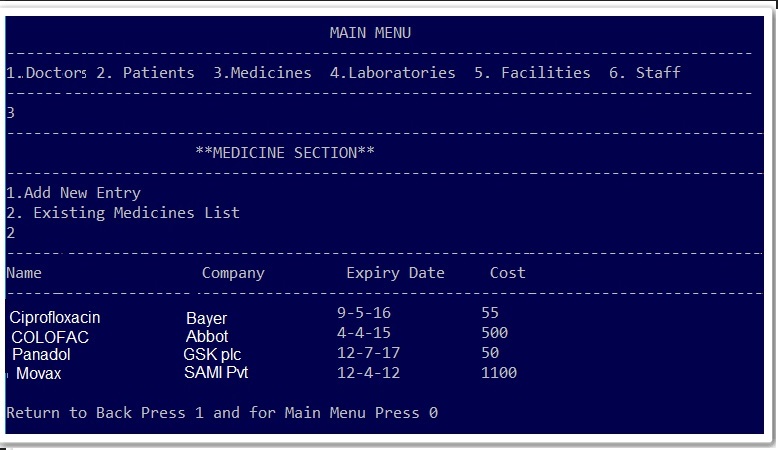 MAIN MENU
1..Doctors 2. Patients 3.Medicines 4.Laboratories 5. Facilities 6. Staff
3
**MEDICINE SECTION**
1.Add New Entry
2. Existing Medicines List
2
Name Company Expiry Date Cost
Ciprofloxacin Bayer 9-5-16 55
COLOFAC Abbot 4-4-15 500
Panadol GSK plc 12-7-17 50
Movax SAMI Pvt 12-4-12 1100
Return to Back Press 1 and for Main Menu Press 0